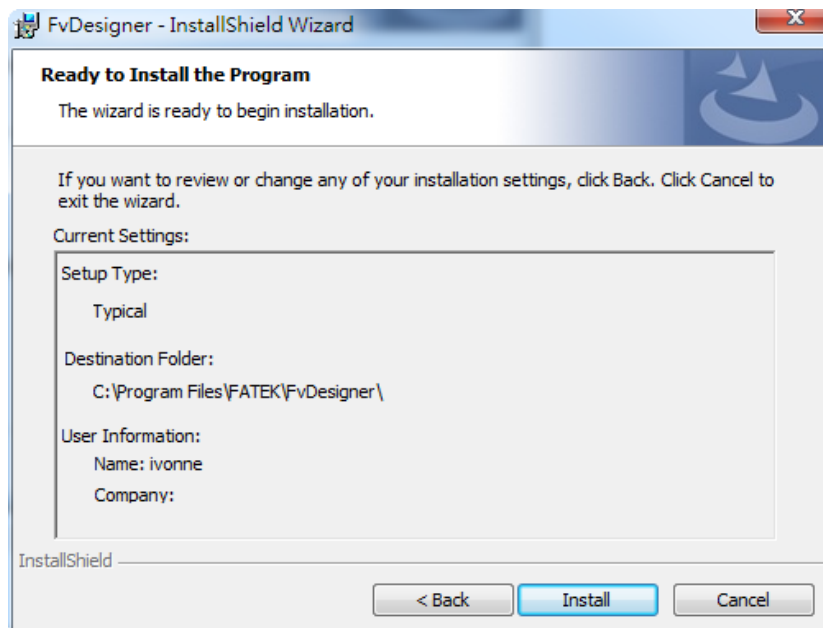 FvDesigner - InstallShield Wizard
Ready to Install the Program
The wizard is ready to begin installation.
If you want to review or change any of your installation settings, click Back. Click Cancel to
exit the wizard.
Current Settings:
Setup Type:
Typical
Destination Folder:
C:\Program Files\FATEK\FvDesigner\
User Information:
Name: ivonne
Company:
InstallShield
< Back
Install
Cancel